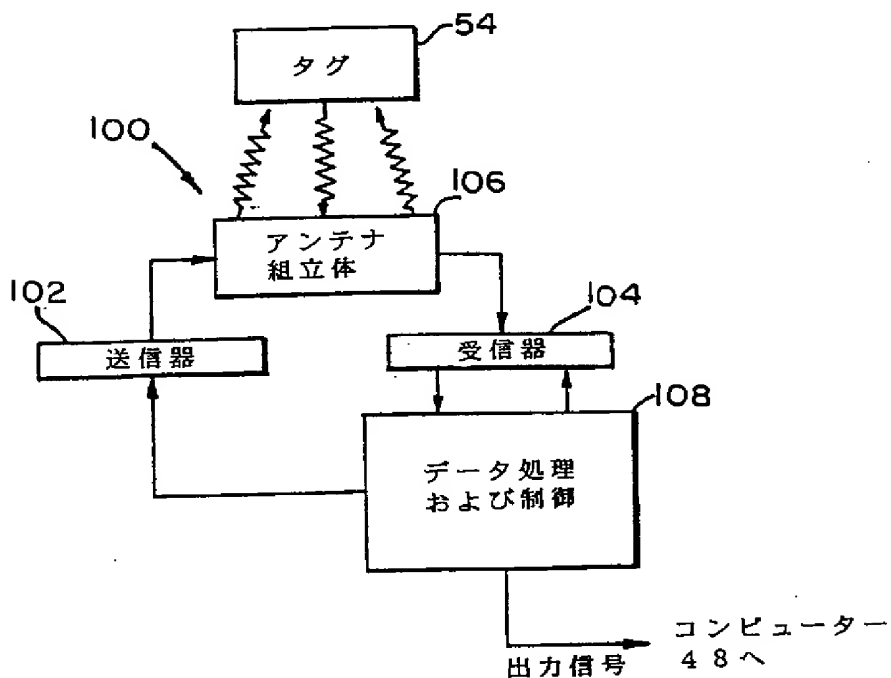 54
タグ
100
106
アンテナ
組立体
102
104
送信器
受信器
108
データ処理
および制御
コンピューター
48へ
出力信号